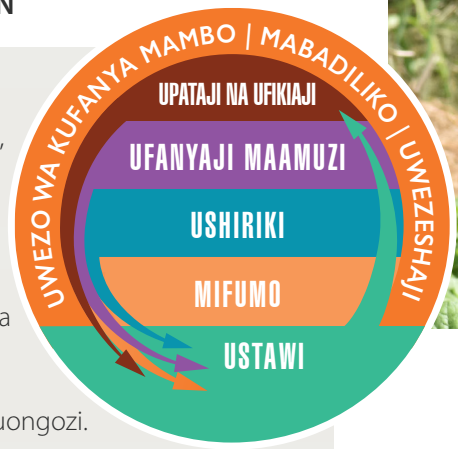 N
UWEZO WA KUFANYA MAMBO | MABADILIKO | UWEZESHAJI
UPATAJI NA UFIKIAJI
,
UFANYAJI MAAMUZI
USHIRIKI
MIFUMO
a
USTAWI
uongozi.